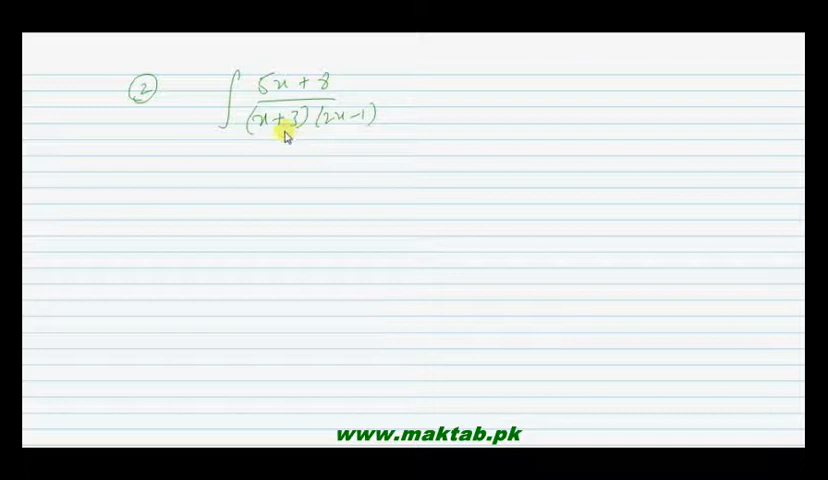 ② ∫ 5x + 8
(x + 3) (2x - 1)
www.maktab.pk